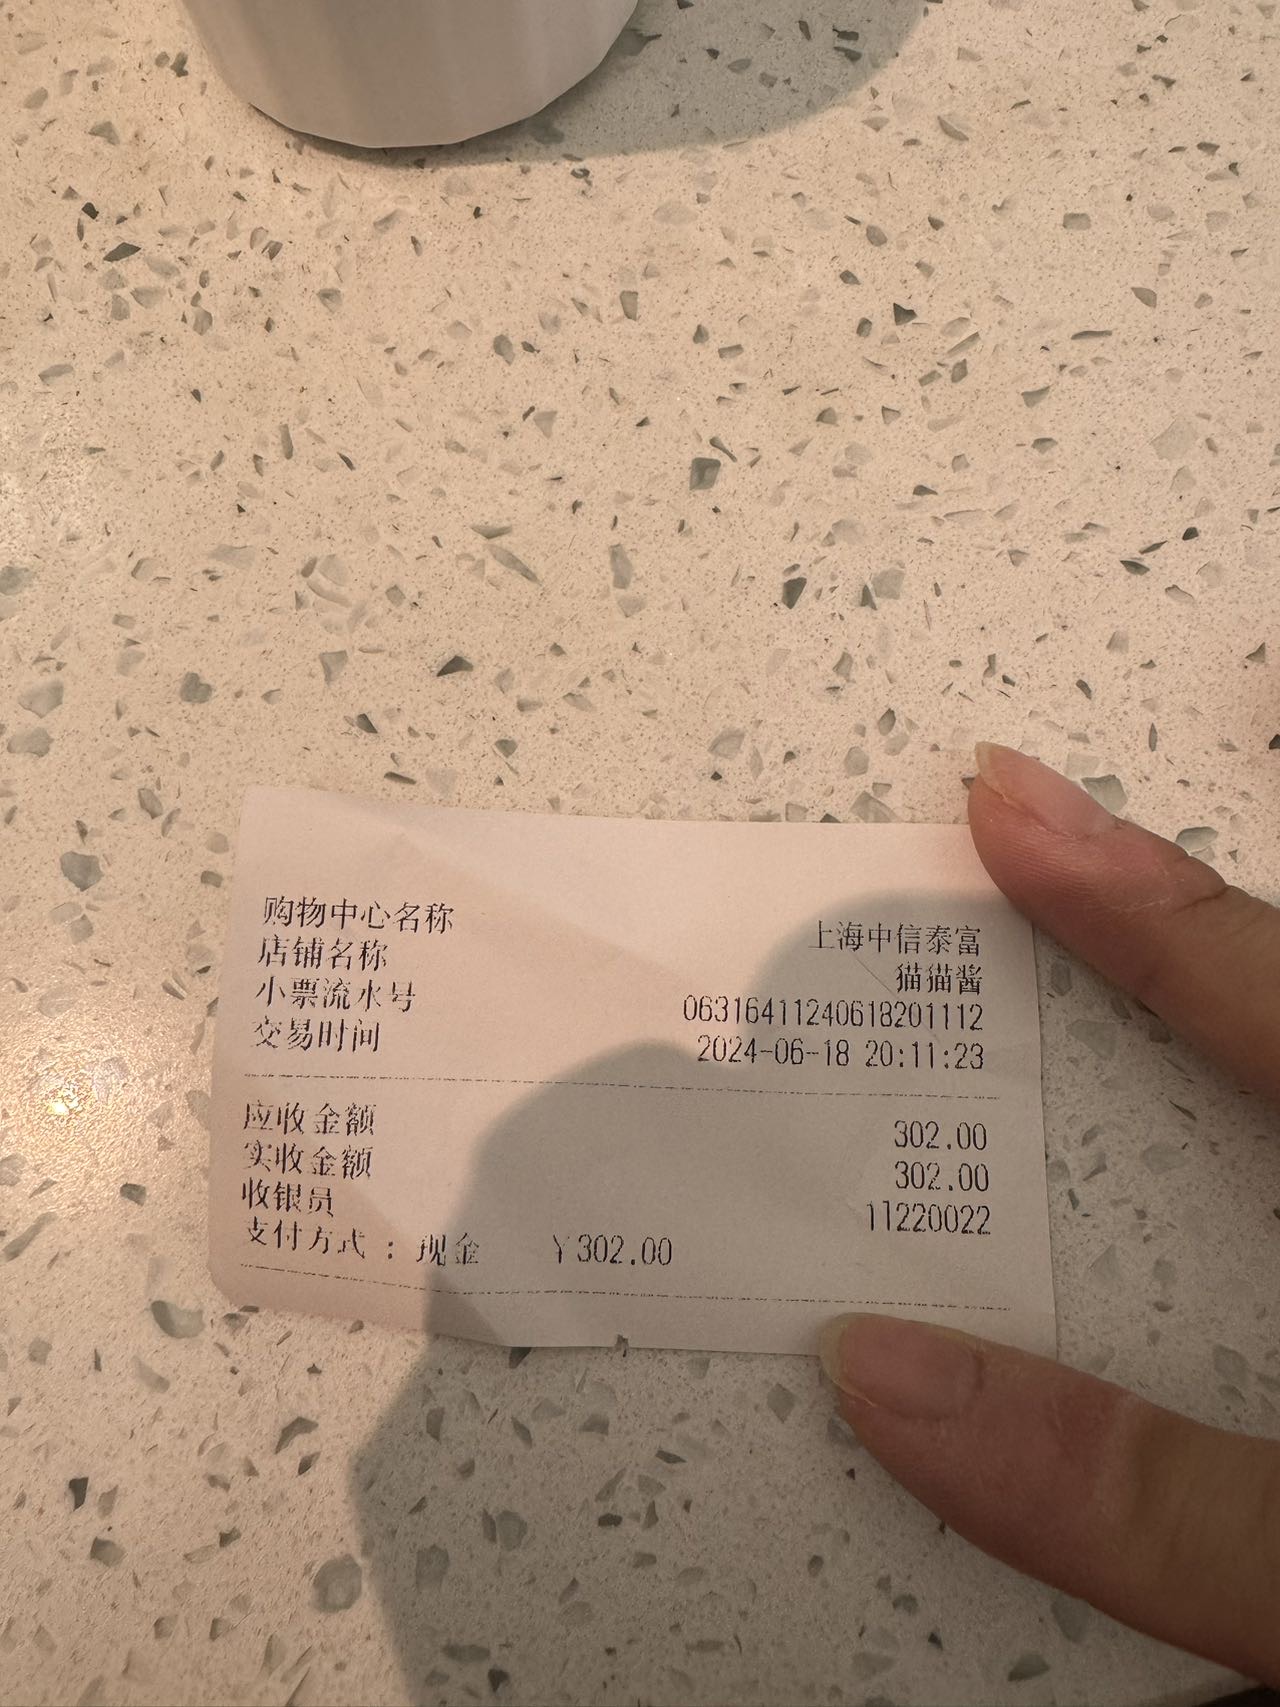 购物中心名称 上海中信泰富
店铺名称 猫猫酱
小票流水号 06316411240618201112
交易时间 2024-06-18 20:11:23
应收金额 302.00
实收金额 302.00
收银员 11220022
支付方式 : 现金 ¥302.00